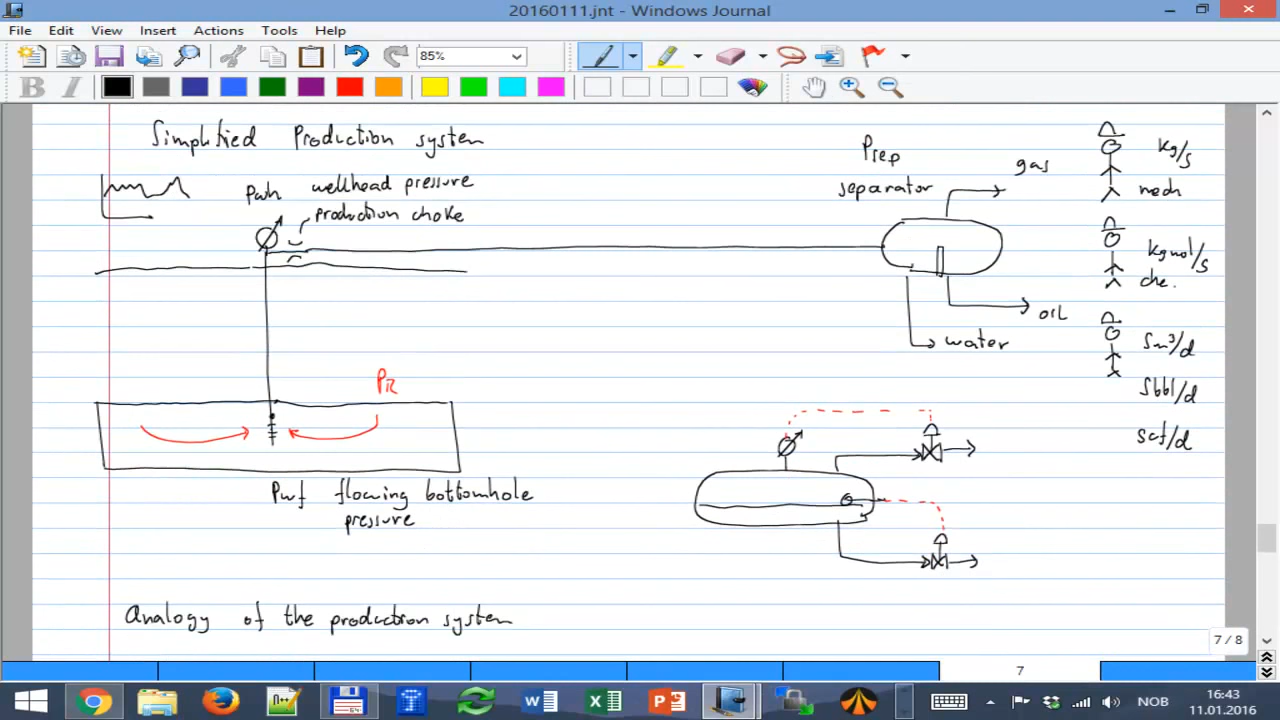 20160111.jnt - Windows Journal
File Edit View Insert Actions Tools Help
85%
B I
Simplified Production system
Pwh wellhead pressure
production choke
Psep
separator
gas
oil
water
kg/s
mech
kgmol/s
che.
Sm³/d
Sbbl/d
scf/d
PR
Pwf flowing bottomhole
pressure
Analogy of the production system
7 / 8
7
NOB
16:43
11.01.2016